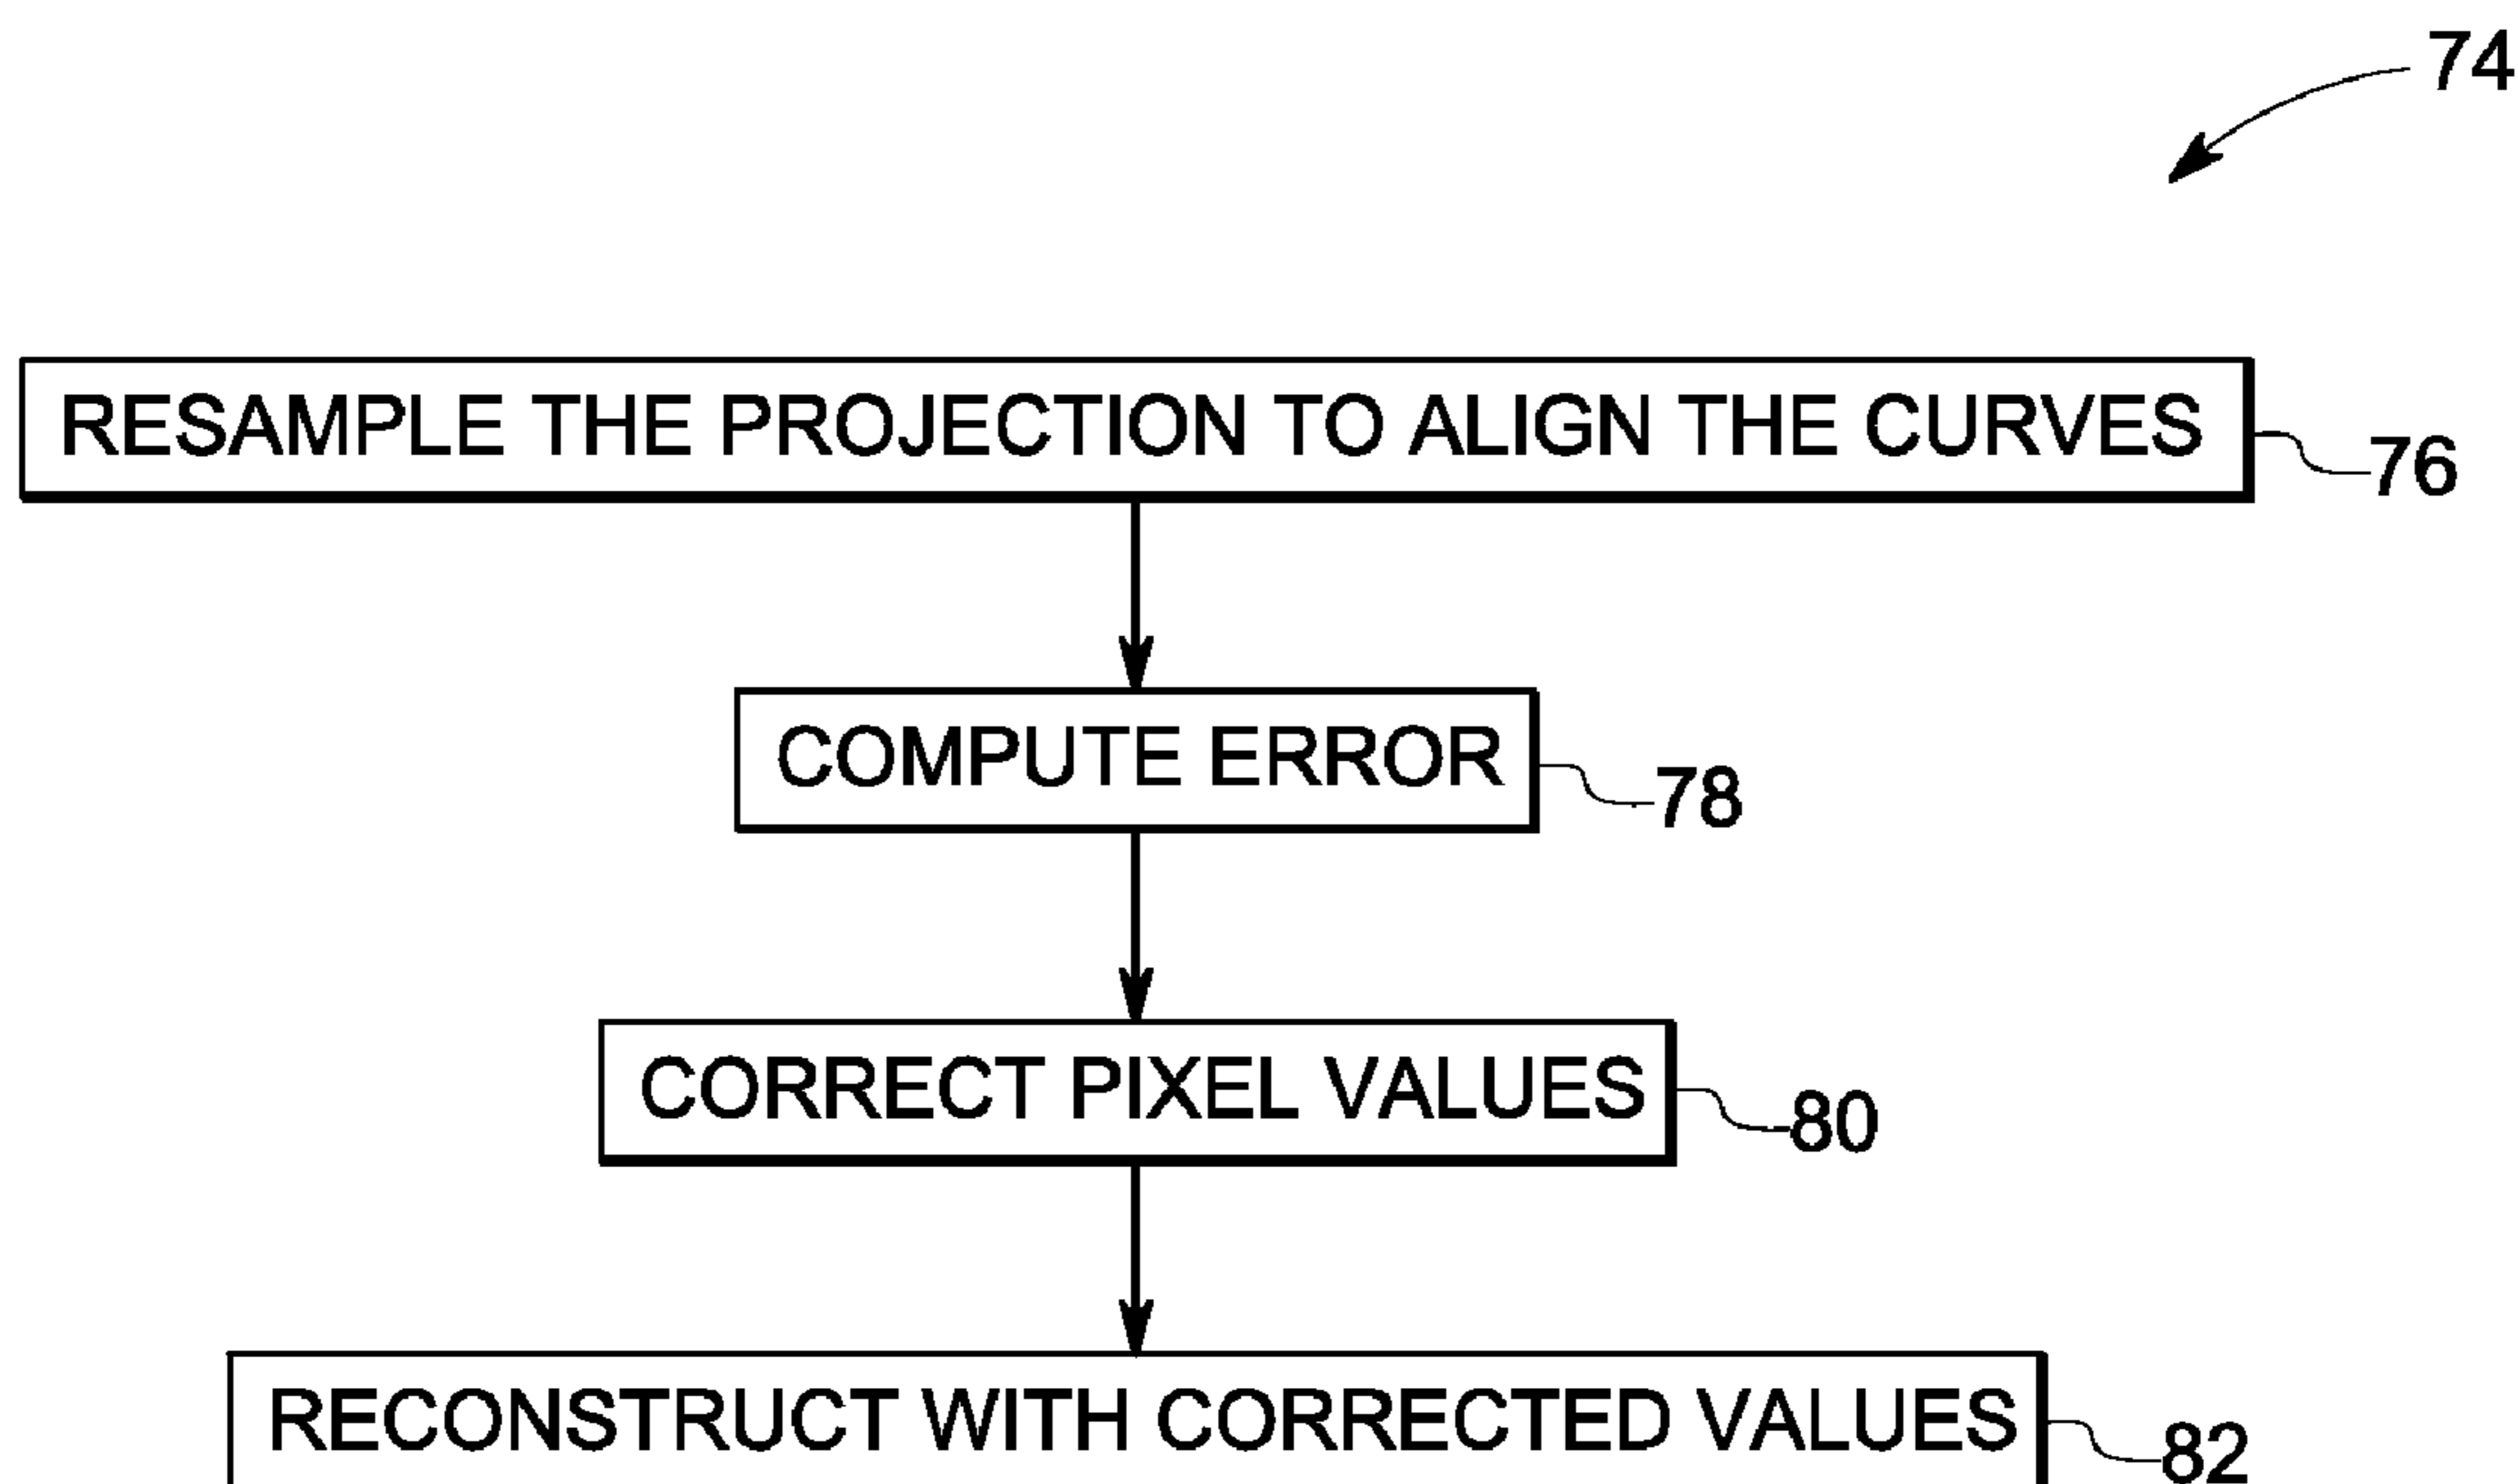 74
RESAMPLE THE PROJECTION TO ALIGN THE CURVES
76
COMPUTE ERROR
78
CORRECT PIXEL VALUES
80
RECONSTRUCT WITH CORRECTED VALUES
82